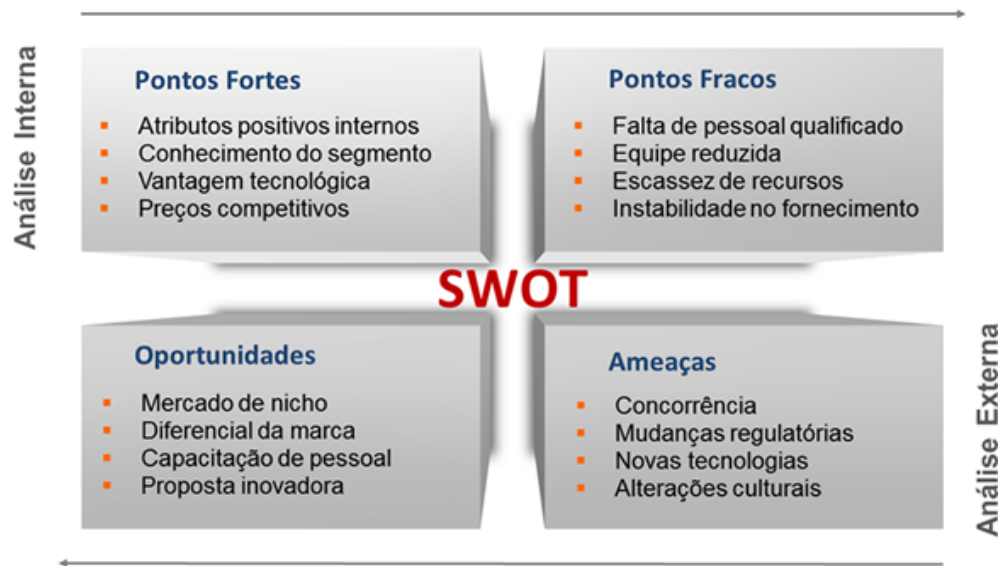 Análise Interna
Pontos Fortes
Atributos positivos internos
Conhecimento do segmento
Vantagem tecnológica
Preços competitivos
Pontos Fracos
Falta de pessoal qualificado
Equipe reduzida
Escassez de recursos
Instabilidade no fornecimento
SWOT
Oportunidades
Mercado de nicho
Diferencial da marca
Capacitação de pessoal
Proposta inovadora
Ameaças
Concorrência
Mudanças regulatórias
Novas tecnologias
Alterações culturais
Análise Externa